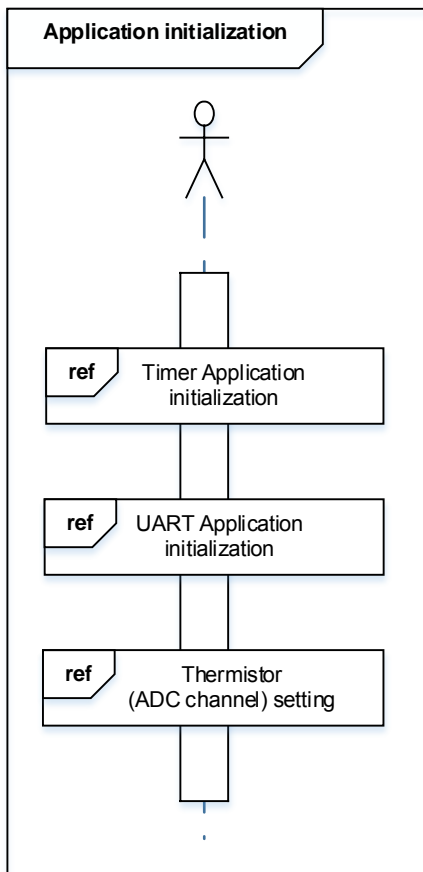 Application initialization
ref
Timer Application
initialization
ref
UART Application
initialization
ref
Thermistor
(ADC channel) setting